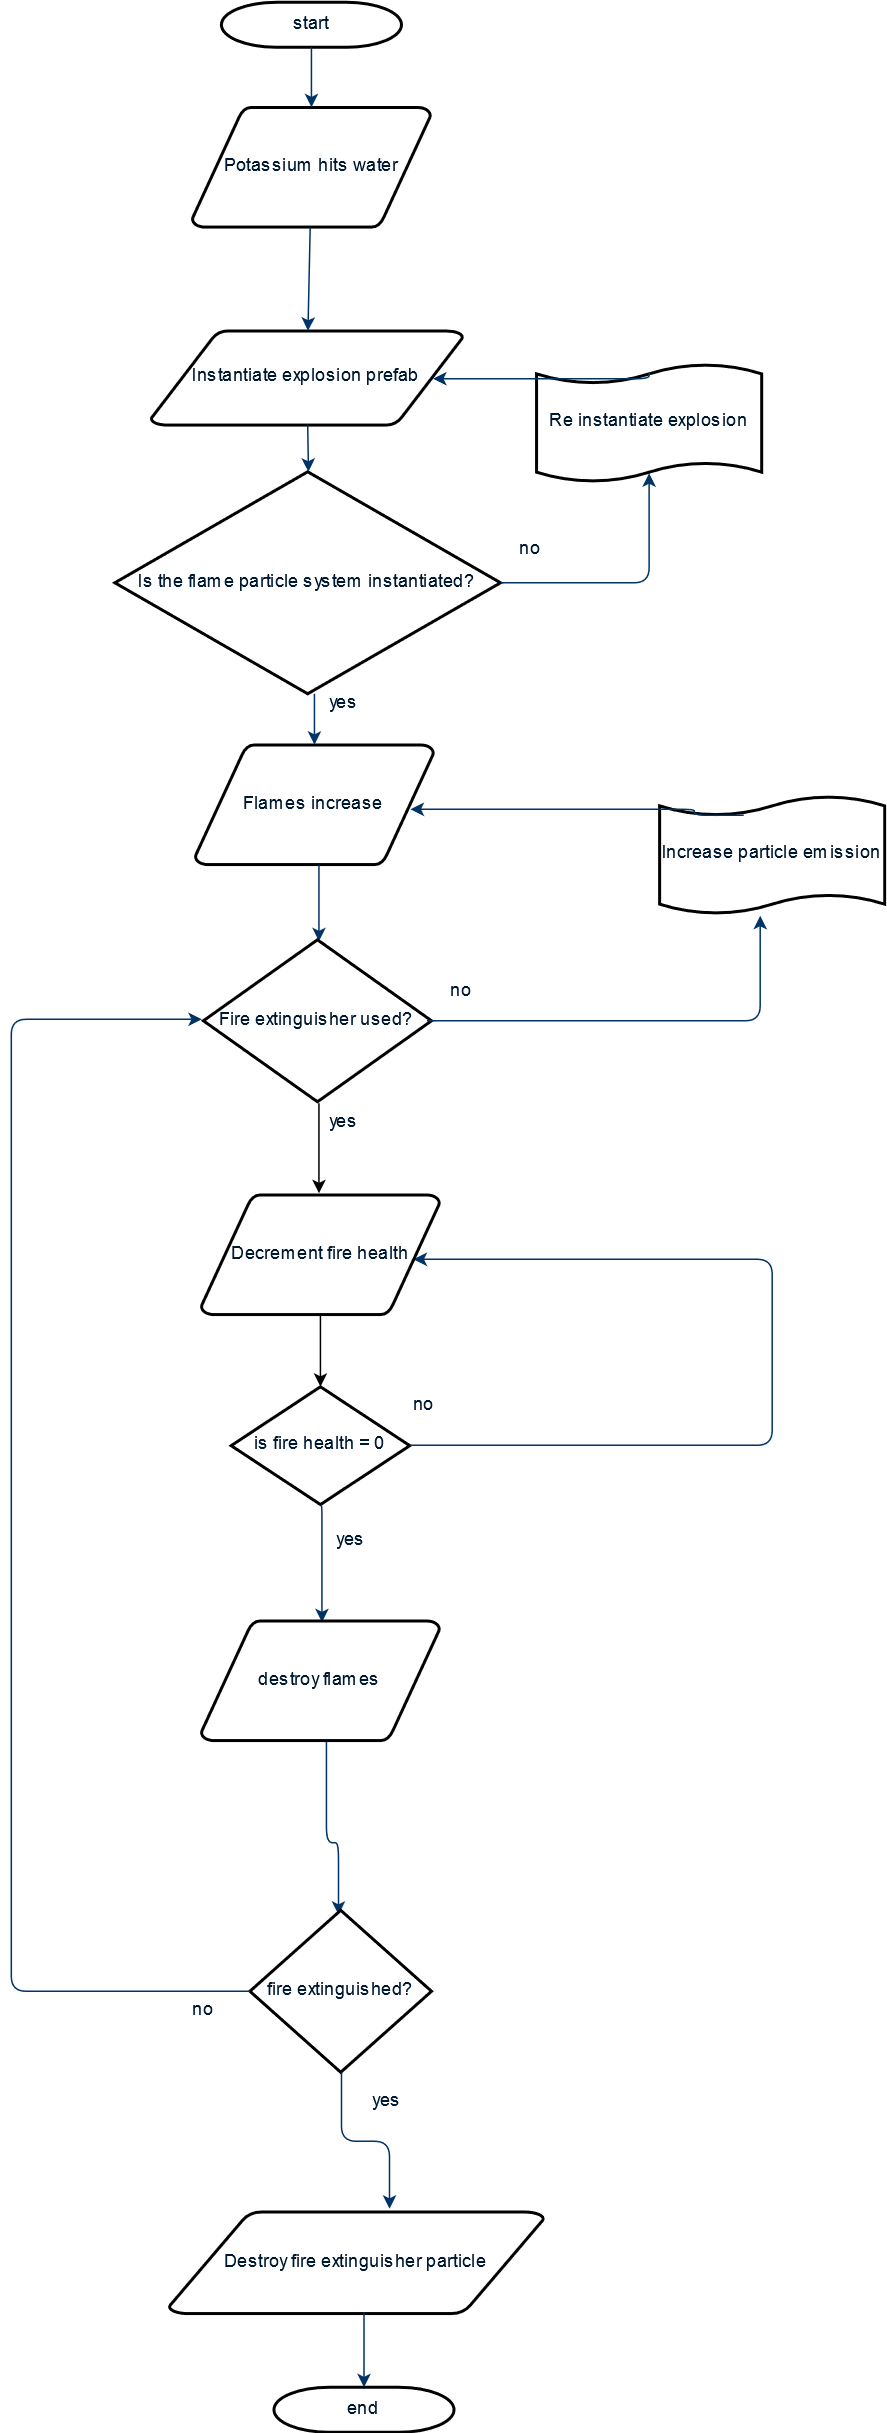 start
Potassium hits water
Instantiate explosion prefab
Re instantiate explosion
no
Is the flame particle system instantiated?
yes
Flames increase
Increase particle emission
no
Fire extinguisher used?
yes
Decrement fire health
no
is fire health = 0
yes
destroy flames
fire extinguished?
no
yes
Destroy fire extinguisher particle
end